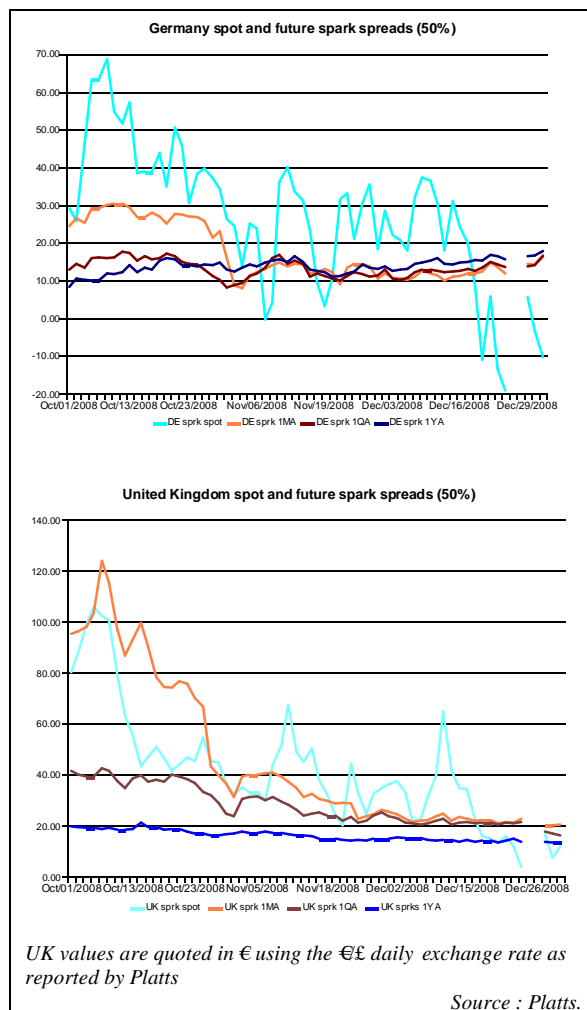 Germany spot and future spark spreads (50%)
70.00
60.00
50.00
40.00
30.00
20.00
10.00
0.00
-10.00
-20.00
Oct/01/2008 Oct/13/2008 Oct/23/2008 Nov/06/2008 Nov/19/2008 Dec/03/2008 Dec/16/2008 Dec/29/2008
DE sprk spot DE sprk 1MA DE sprk 1QA DE sprk 1YA
United Kingdom spot and future spark spreads (50%)
140.00
120.00
100.00
80.00
60.00
40.00
20.00
0.00
Oct/01/2008 Oct/13/2008 Oct/23/2008 Nov/05/2008 Nov/18/2008 Dec/02/2008 Dec/15/2008 Dec/26/2008
UK sprk spot UK sprk 1MA UK sprk 1QA UK sprks 1YA
UK values are quoted in € using the €/£ daily exchange rate as
reported by Platts
Source : Platts.